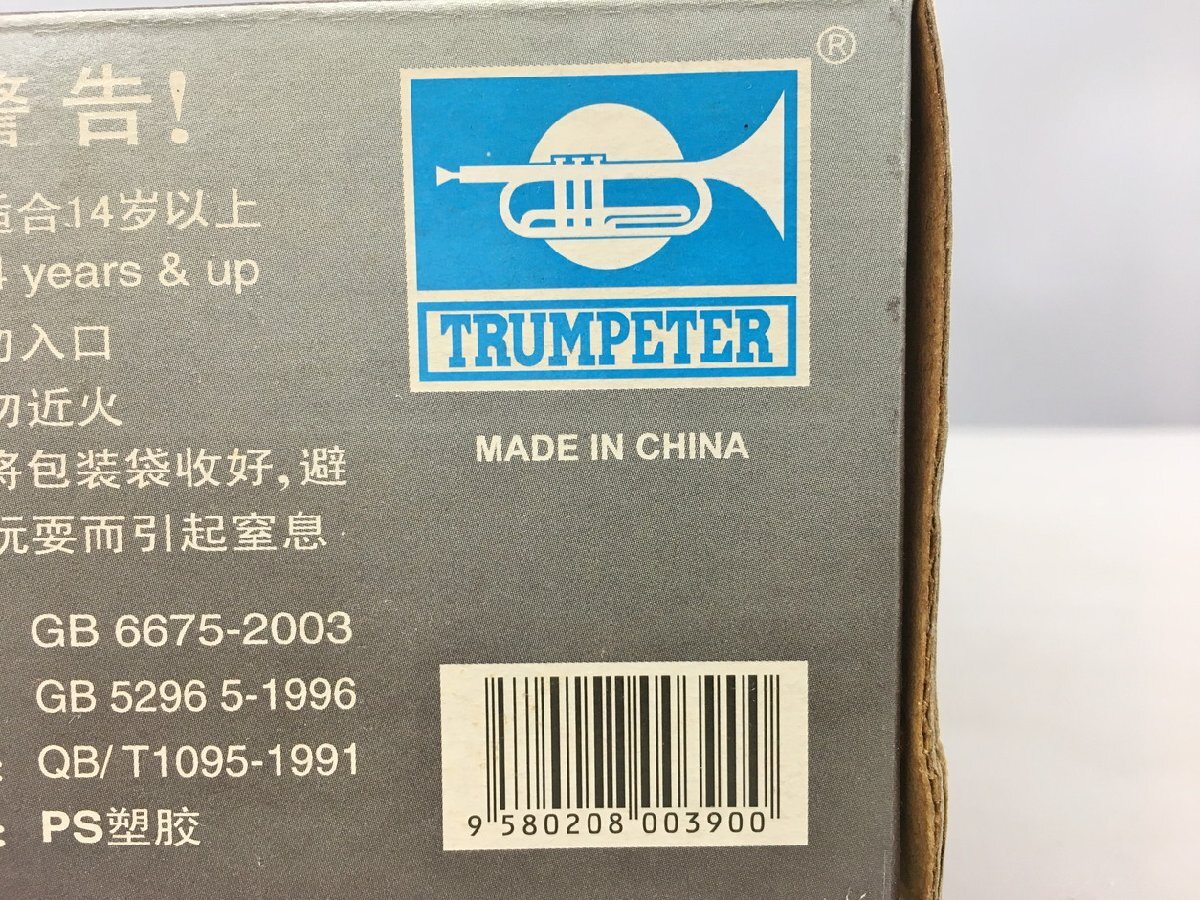 警告!
适合14岁以上
4 years & up
勿入口
勿近火
将包装袋收好,避
玩耍而引起窒息
GB 6675-2003
GB 5296 5-1996
QB/T1095-1991
: PS塑胶
®
TRUMPETER
MADE IN CHINA
9 580208 003900